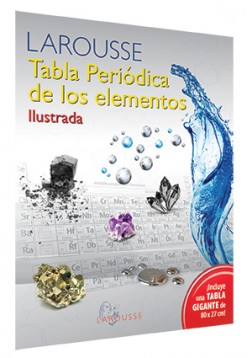 LAROUSSE
Tabla Periódica
de los elementos
Ilustrada
¡Incluye
una TABLA
GIGANTE de
80 x 27 cm!
LAROUSSE